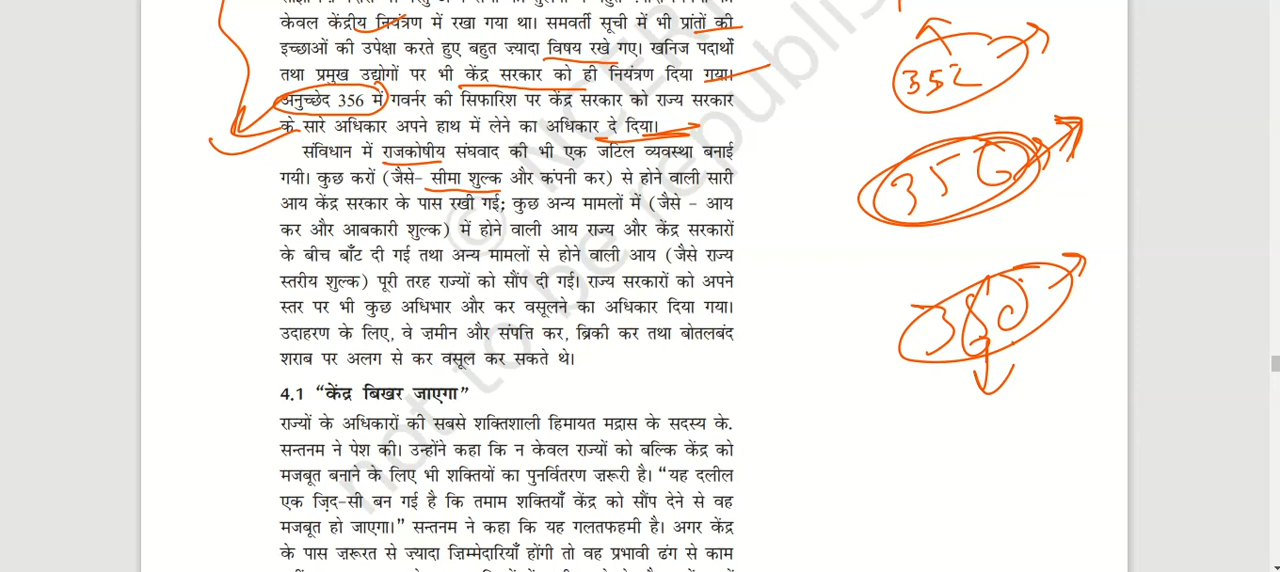 केवल केंद्रीय नियंत्रण में रखा गया था। समवर्ती सूची में भी प्रांतों की
इच्छाओं की उपेक्षा करते हुए बहुत ज़्यादा विषय रखे गए। खनिज पदार्थों
तथा प्रमुख उद्योगों पर भी केंद्र सरकार को ही नियंत्रण दिया गया।
अनुच्छेद 356 में गवर्नर की सिफारिश पर केंद्र सरकार को राज्य सरकार
के सारे अधिकार अपने हाथ में लेने का अधिकार दे दिया।
संविधान में राजकोषीय संघवाद की भी एक जटिल व्यवस्था बनाई
गयी। कुछ करों (जैसे- सीमा शुल्क और कंपनी कर) से होने वाली सारी
आय केंद्र सरकार के पास रखी गई; कुछ अन्य मामलों में (जैसे - आय
कर और आबकारी शुल्क) में होने वाली आय राज्य और केंद्र सरकारों
के बीच बाँट दी गई तथा अन्य मामलों से होने वाली आय (जैसे राज्य
स्तरीय शुल्क) पूरी तरह राज्यों को सौंप दी गई। राज्य सरकारों को अपने
स्तर पर भी कुछ अधिभार और कर वसूलने का अधिकार दिया गया।
उदाहरण के लिए, वे ज़मीन और संपत्ति कर, ब्रिकी कर तथा बोतलबंद
शराब पर अलग से कर वसूल कर सकते थे।
4.1 “केंद्र बिखर जाएगा”
राज्यों के अधिकारों की सबसे शक्तिशाली हिमायत मद्रास के सदस्य के.
सन्तनम ने पेश की। उन्होंने कहा कि न केवल राज्यों को बल्कि केंद्र को
मजबूत बनाने के लिए भी शक्तियों का पुनर्वितरण ज़रूरी है। “यह दलील
एक ज़िद-सी बन गई है कि तमाम शक्तियाँ केंद्र को सौंप देने से वह
मजबूत हो जाएगा।” सन्तनम ने कहा कि यह गलतफहमी है। अगर केंद्र
के पास ज़रूरत से ज़्यादा ज़िम्मेदारियाँ होंगी तो वह प्रभावी ढंग से काम
352
356
360
© NCERT
not to be republish